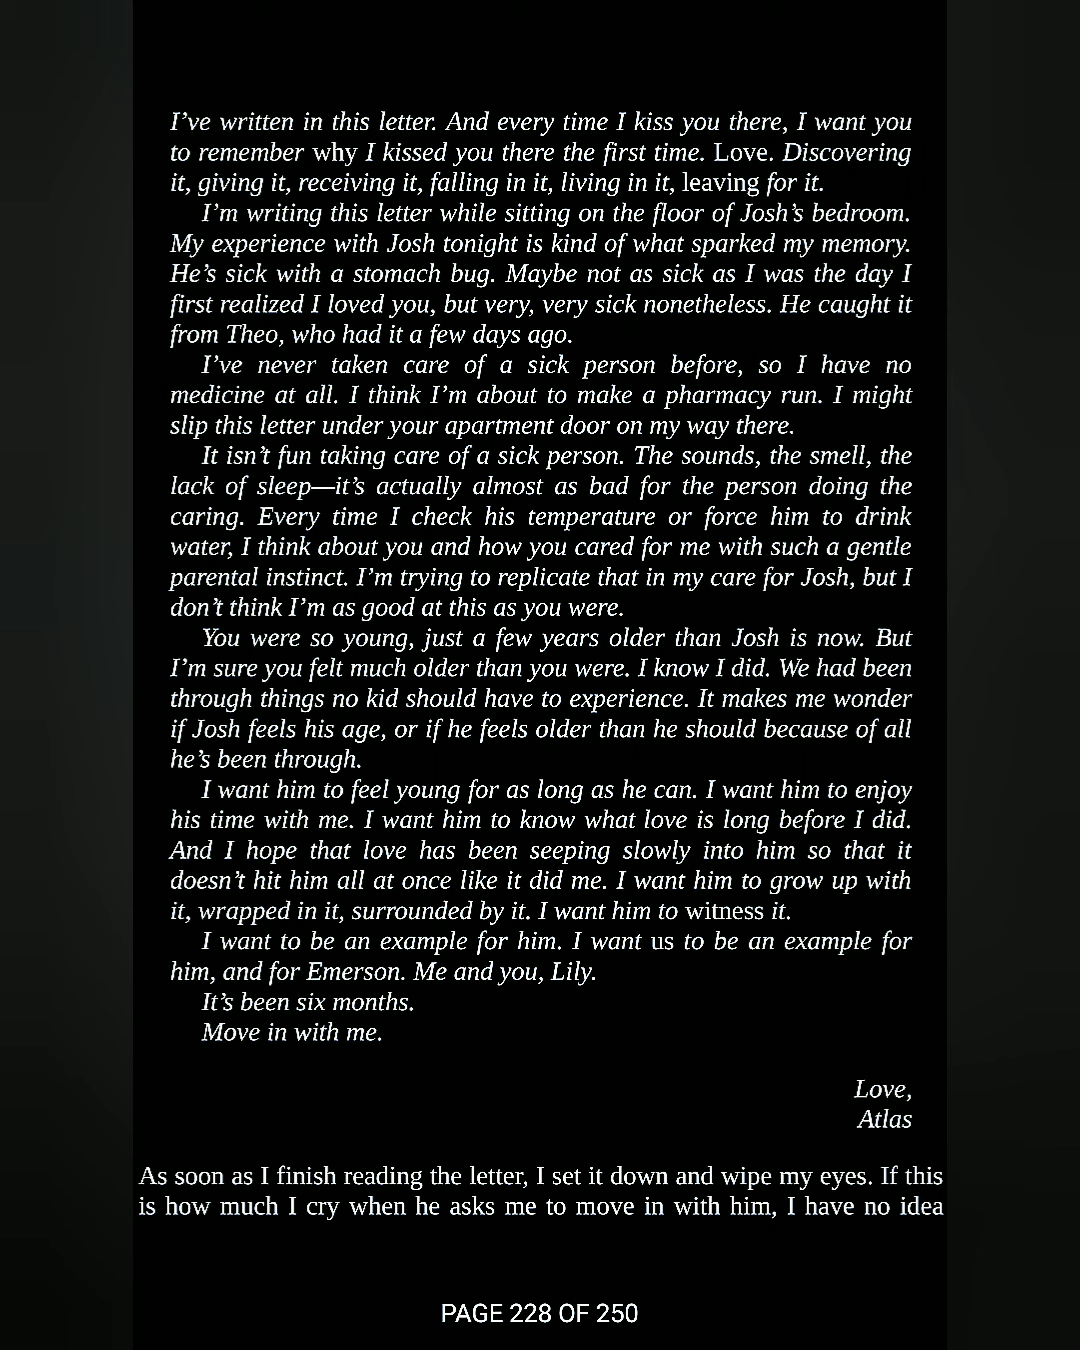 I’ve written in this letter. And every time I kiss you there, I want you
to remember why I kissed you there the first time. Love. Discovering
it, giving it, receiving it, falling in it, living in it, leaving for it.
I’m writing this letter while sitting on the floor of Josh’s bedroom.
My experience with Josh tonight is kind of what sparked my memory.
He’s sick with a stomach bug. Maybe not as sick as I was the day I
first realized I loved you, but very, very sick nonetheless. He caught it
from Theo, who had it a few days ago.
I’ve never taken care of a sick person before, so I have no
medicine at all. I think I’m about to make a pharmacy run. I might
slip this letter under your apartment door on my way there.
It isn’t fun taking care of a sick person. The sounds, the smell, the
lack of sleep—it’s actually almost as bad for the person doing the
caring. Every time I check his temperature or force him to drink
water, I think about you and how you cared for me with such a gentle
parental instinct. I’m trying to replicate that in my care for Josh, but I
don’t think I’m as good at this as you were.
You were so young, just a few years older than Josh is now. But
I’m sure you felt much older than you were. I know I did. We had been
through things no kid should have to experience. It makes me wonder
if Josh feels his age, or if he feels older than he should because of all
he’s been through.
I want him to feel young for as long as he can. I want him to enjoy
his time with me. I want him to know what love is long before I did.
And I hope that love has been seeping slowly into him so that it
doesn’t hit him all at once like it did me. I want him to grow up with
it, wrapped in it, surrounded by it. I want him to witness it.
I want to be an example for him. I want us to be an example for
him, and for Emerson. Me and you, Lily.
It’s been six months.
Move in with me.
Love,
Atlas
As soon as I finish reading the letter, I set it down and wipe my eyes. If this
is how much I cry when he asks me to move in with him, I have no idea
PAGE 228 OF 250